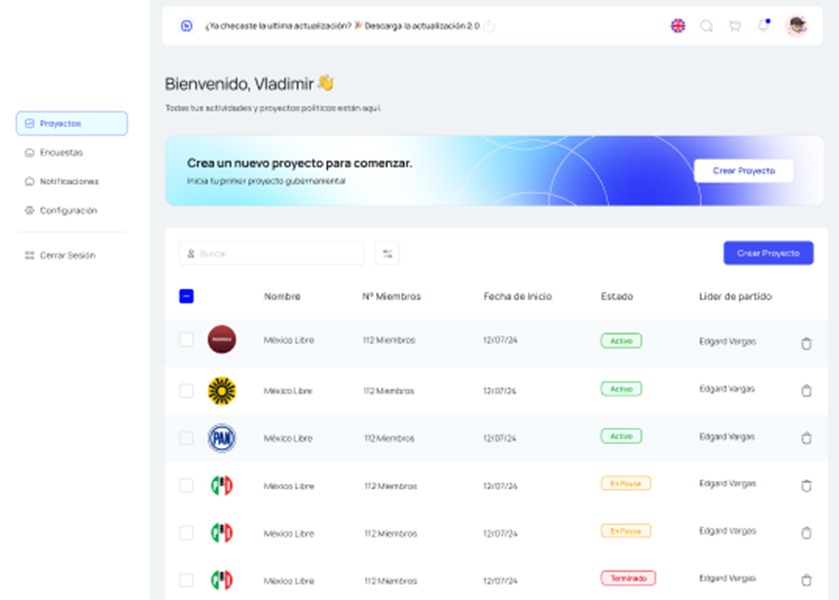 ¿Ya checaste la ultima actualización? 🎉 Descarga la actualización 2.0
Bienvenido, Vladimir 👋
Todas tus actividades y proyectos políticos están aquí.
Proyectos
Encuestas
Notificaciones
Configuración
Cerrar Sesión
Crea un nuevo proyecto para comenzar.
Inicia tu primer proyecto gubernamental
Crear Proyecto
Buscar
Crear Proyecto
Nombre Nº Miembros Fecha de Inicio Estado Lider de partido
México Libre 112 Miembros 12/07/24 Activo Edgard Vargas
México Libre 112 Miembros 12/07/24 Activo Edgard Vargas
PAN México Libre 112 Miembros 12/07/24 Activo Edgard Vargas
PRD México Libre 112 Miembros 12/07/24 En Pausa Edgard Vargas
PRD México Libre 112 Miembros 12/07/24 En Pausa Edgard Vargas
PRD México Libre 112 Miembros 12/07/24 Terminado Edgard Vargas